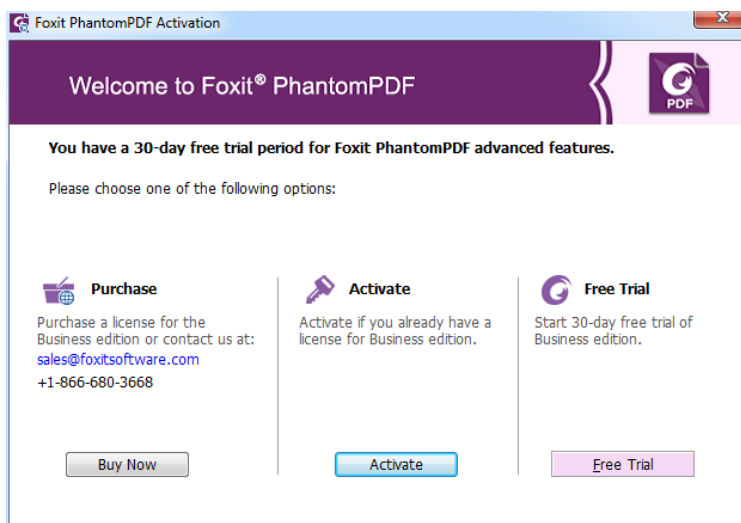 Foxit PhantomPDF Activation
X
Welcome to Foxit® PhantomPDF
PDF
You have a 30-day free trial period for Foxit PhantomPDF advanced features.
Please choose one of the following options:
Purchase
Purchase a license for the
Business edition or contact us at:
sales@foxitsoftware.com
+1-866-680-3668
Buy Now
Activate
Activate if you already have a
license for Business edition.
Activate
Free Trial
Start 30-day free trial of
Business edition.
Free Trial